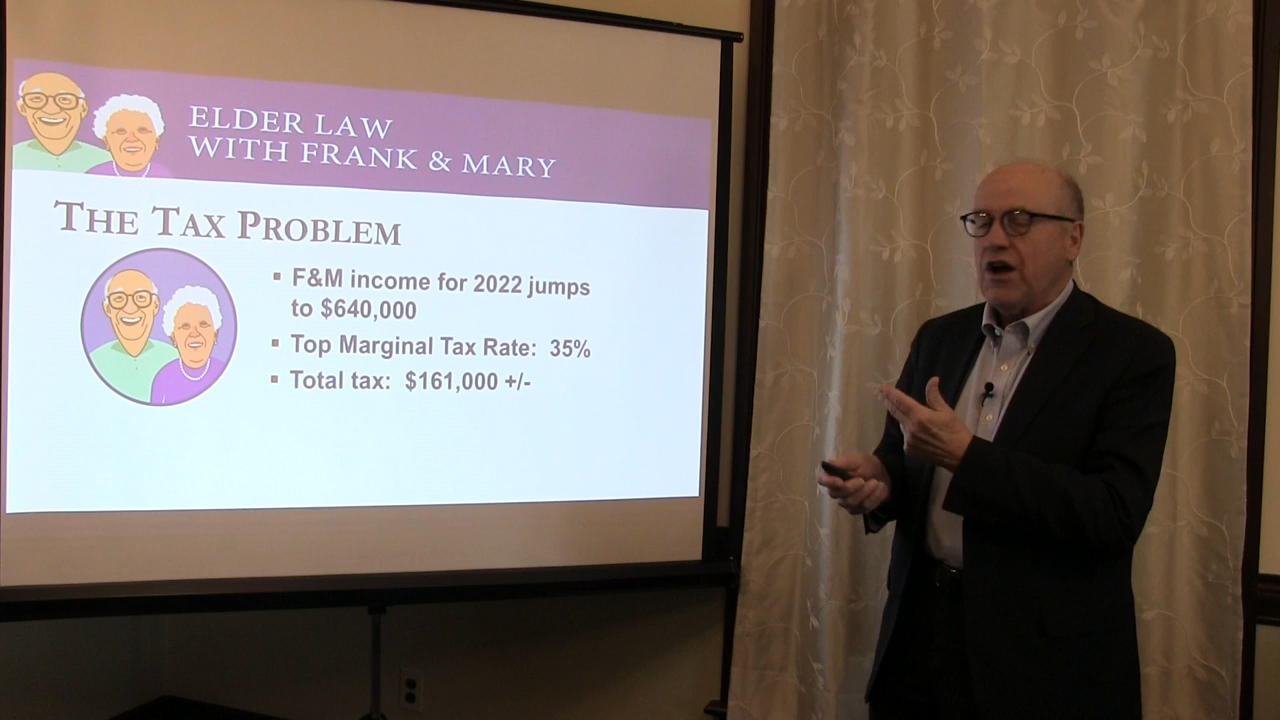 ELDER LAW
WITH FRANK & MARY
THE TAX PROBLEM
▪ F&M income for 2022 jumps
to $640,000
▪ Top Marginal Tax Rate: 35%
▪ Total tax: $161,000 +/-